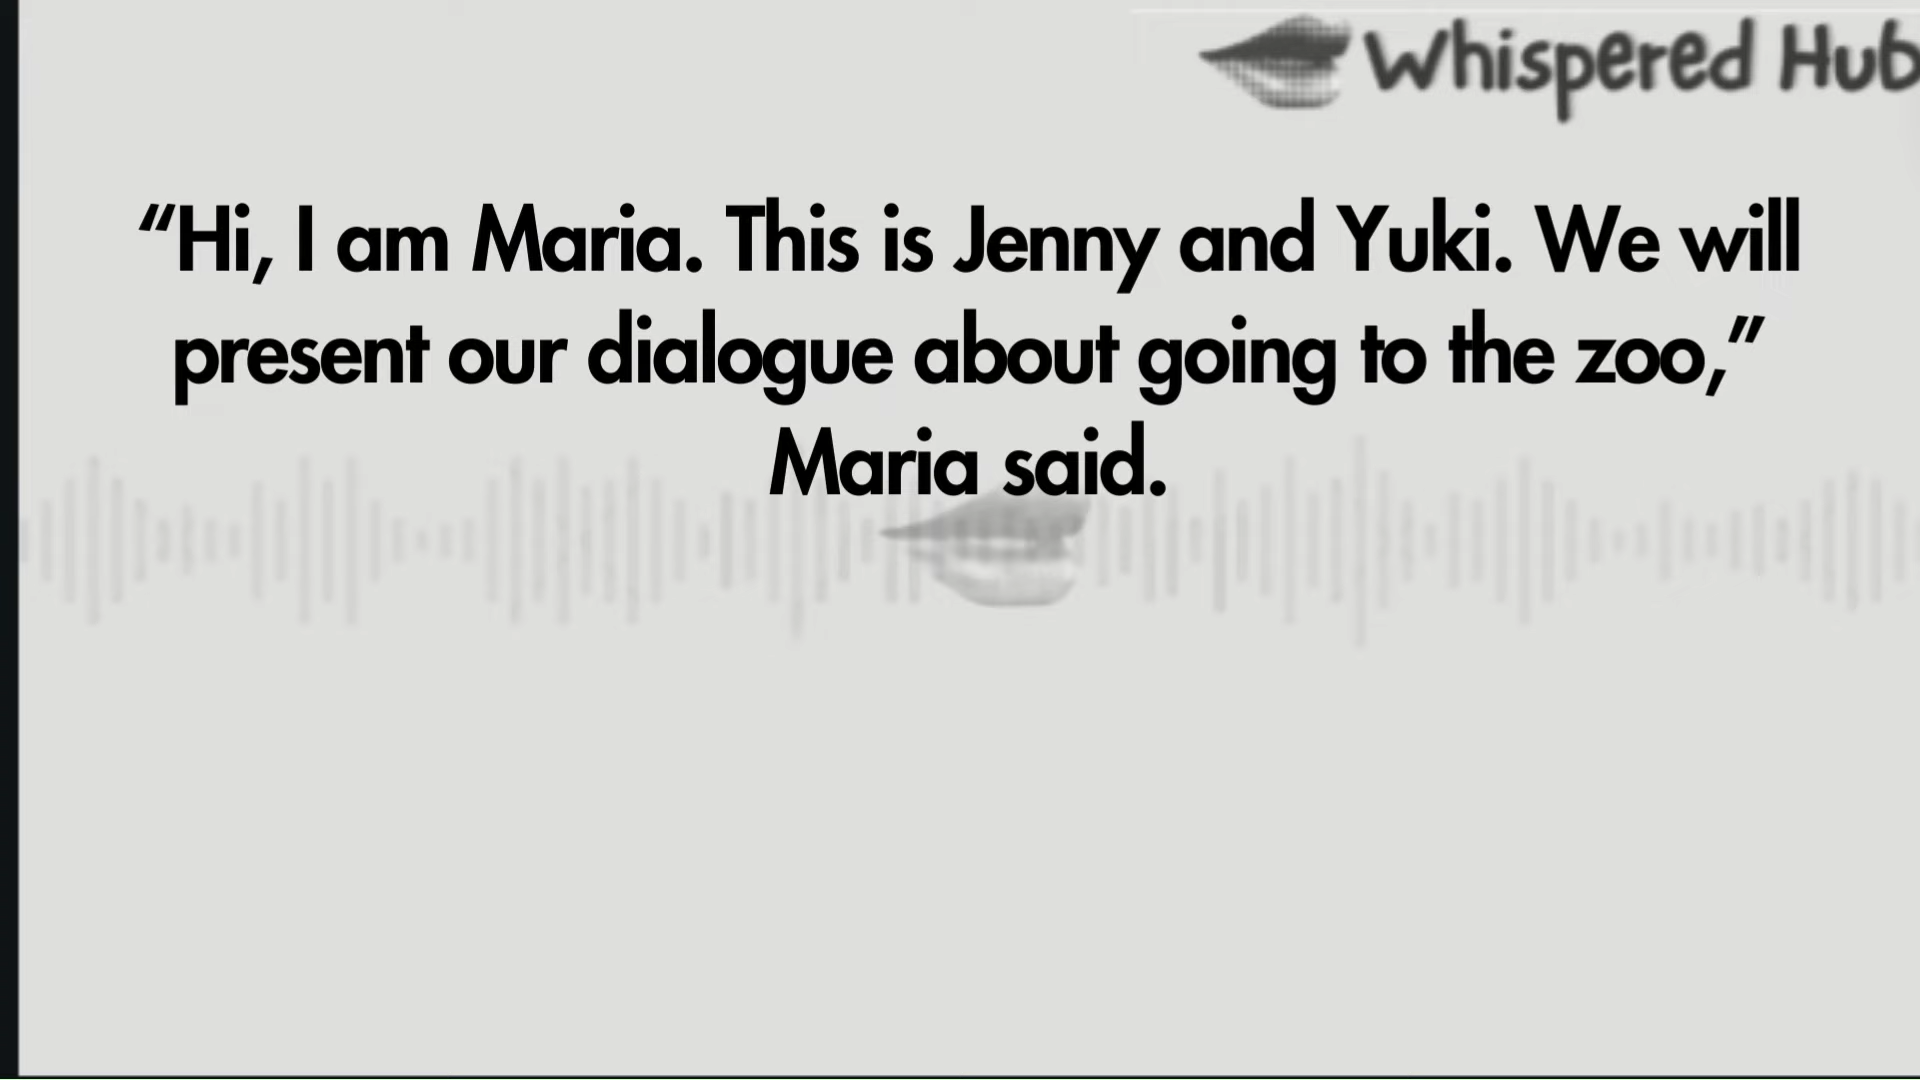 Whispered Hub
“Hi, I am Maria. This is Jenny and Yuki. We will
present our dialogue about going to the zoo,”
Maria said.